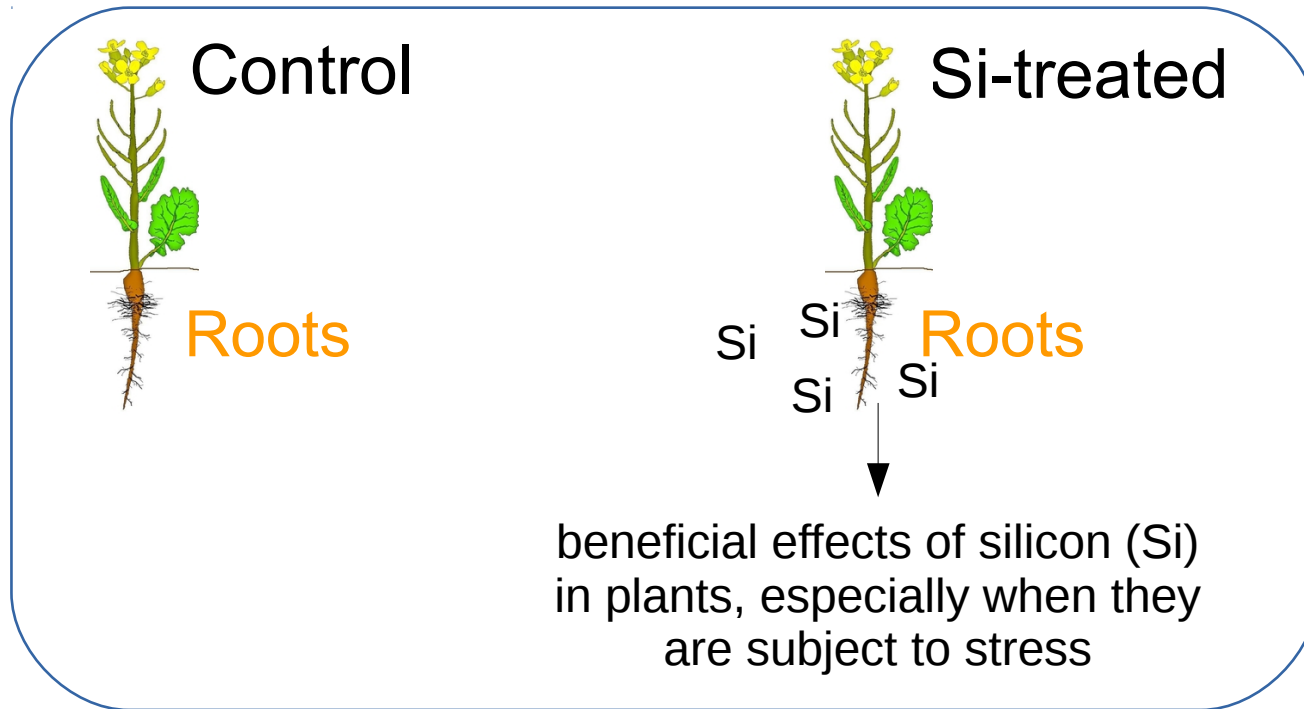 Control
Si-treated
Roots
Si
Si
Roots
Si
Si
beneficial effects of silicon (Si)
in plants, especially when they
are subject to stress